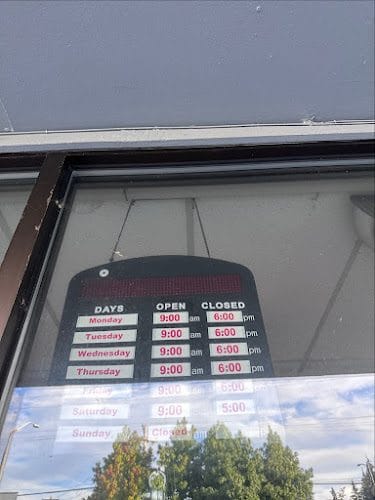 DAYS OPEN CLOSED
Monday 9:00 am 6:00 pm
Tuesday 9:00 am 6:00 pm
Wednesday 9:00 am 6:00 pm
Thursday 9:00 am 6:00 pm
Friday 9:00 6:00
Saturday 9:00 5:00
Sunday Closed